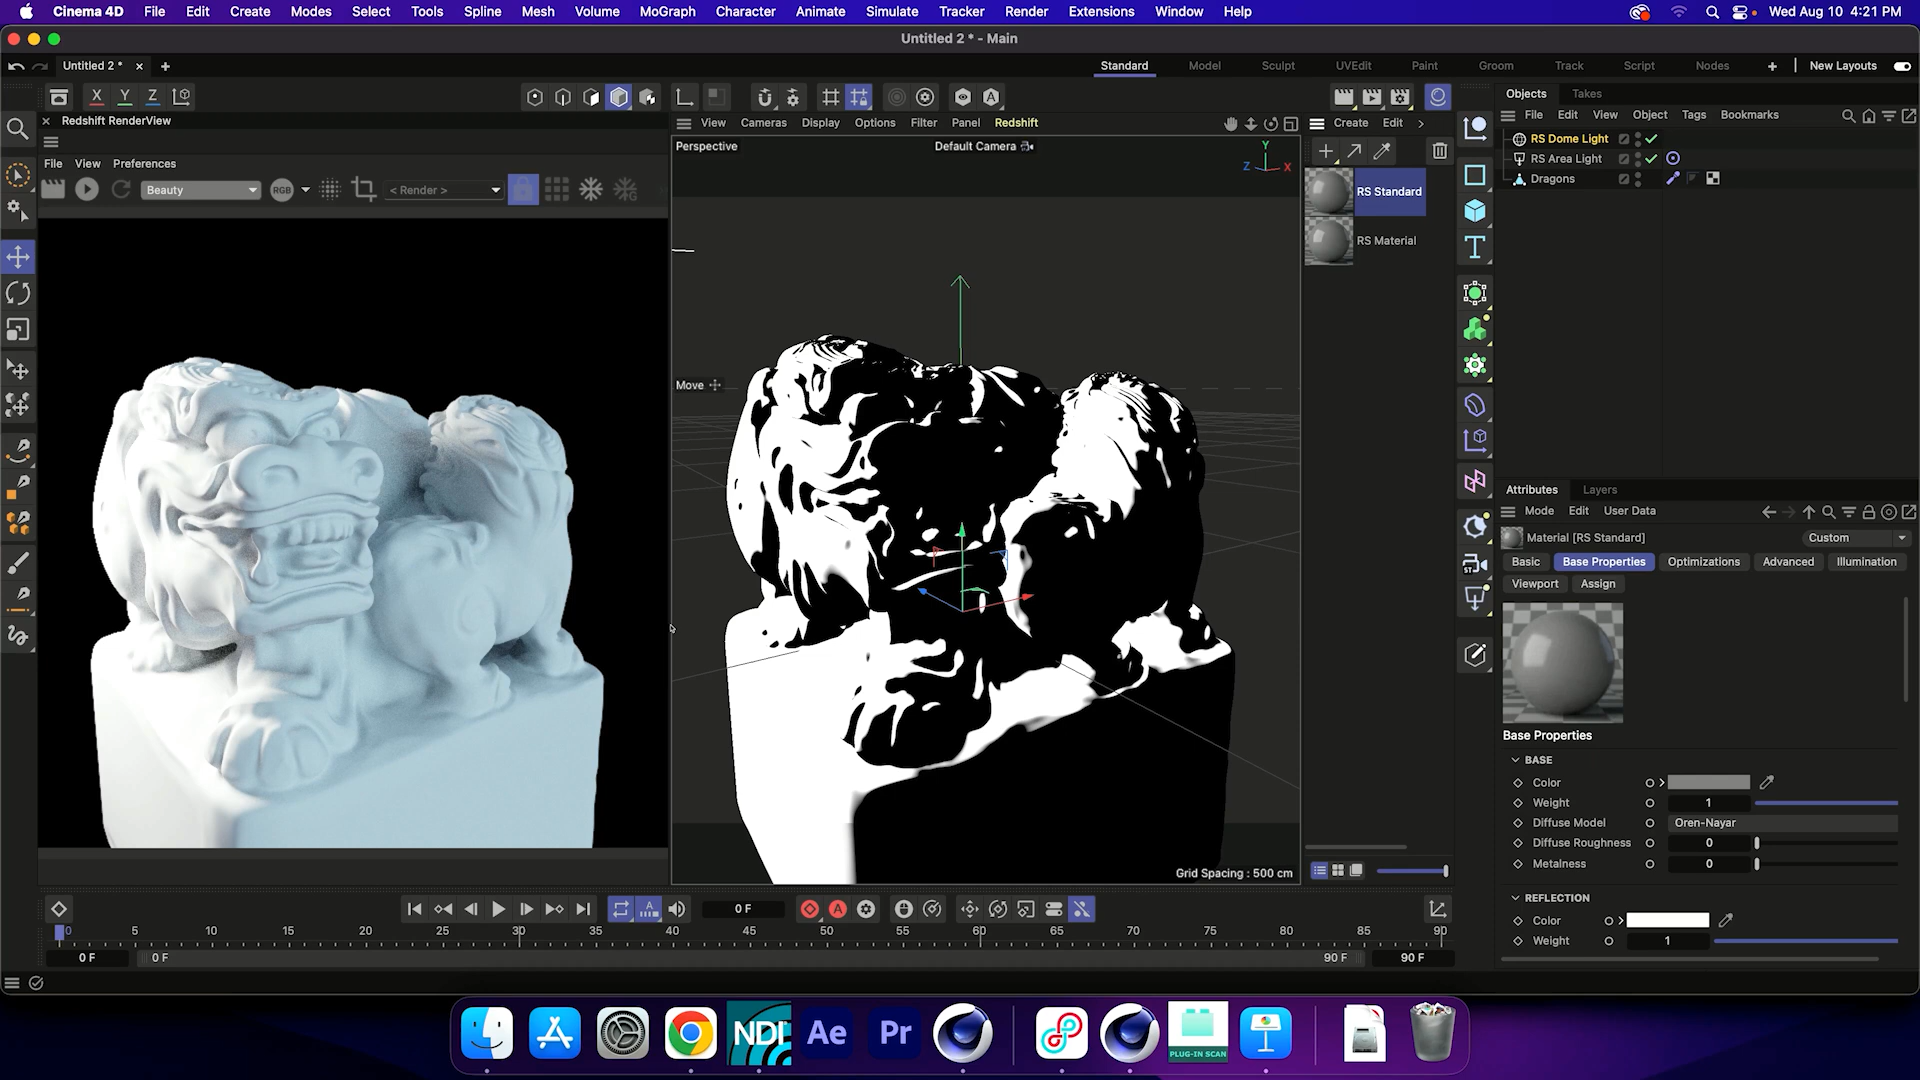 Cinema 4D File Edit Create Modes Select Tools Spline Mesh Volume MoGraph Character Animate Simulate Tracker Render Extensions Window Help Wed Aug 10 4:21 PM
Untitled 2 * - Main
Untitled 2 * × + Standard Model Sculpt UVEdit Paint Groom Track Script Nodes + New Layouts
X Y Z
Objects Takes
× Redshift RenderView
View Cameras Display Options Filter Panel Redshift
Create Edit >
File Edit View Object Tags Bookmarks
Perspective
Default Camera
Y
Z X
RS Dome Light
RS Area Light
Dragons
File View Preferences
Beauty
RGB
< Render >
RS Standard
RS Material
Move
Grid Spacing : 500 cm
Attributes Layers
Mode Edit User Data
Material [RS Standard]
Custom
Basic Base Properties Optimizations Advanced Illumination
Viewport Assign
Base Properties
BASE
Color
Weight 1
Diffuse Model Oren-Nayar
Diffuse Roughness 0
Metalness 0
REFLECTION
Color
Weight 1
0 F
0 5 10 15 20 25 30 35 40 45 50 55 60 65 70 75 80 85 90
0 F 0 F 90 F 90 F
NDI Ae Pr
PLUG-IN SCAN